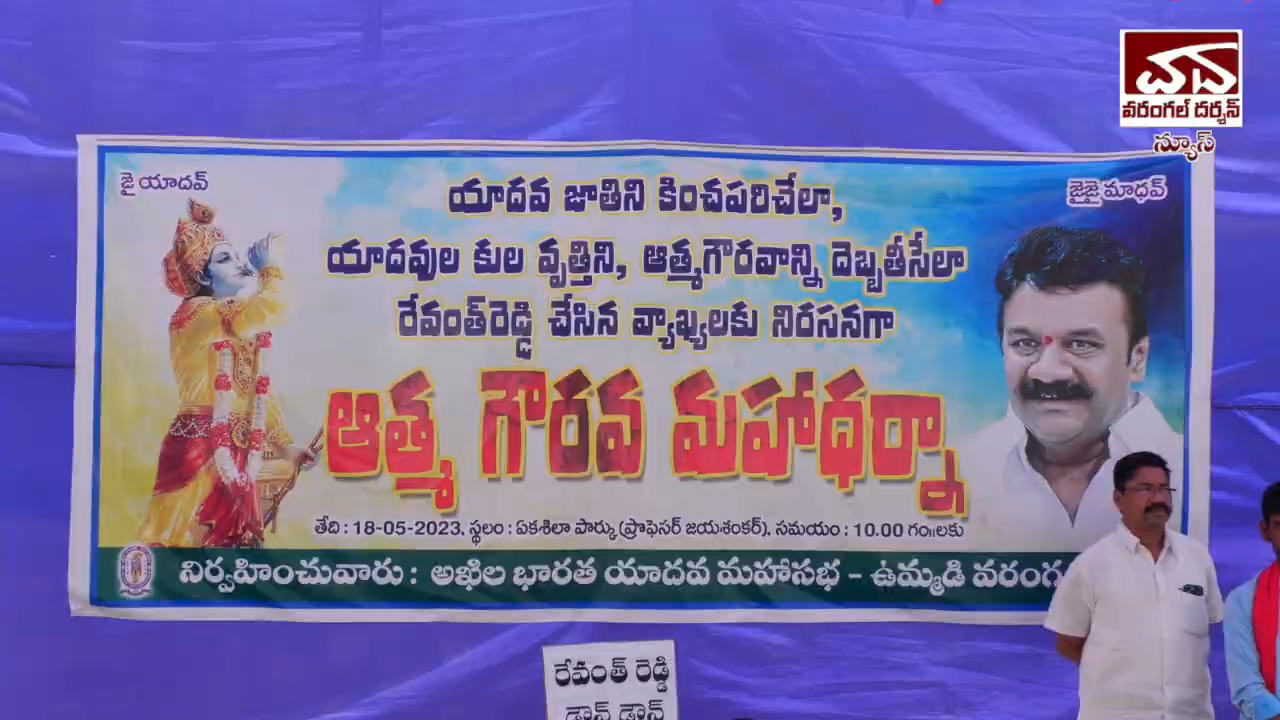 వద
వరంగల్ దర్శన్
న్యూస్
జై యాదవ్
జైజై మాధవ్
యాదవ జాతిని కించపరిచేలా,
యాదవుల కుల వృత్తిని, ఆత్మగౌరవాన్ని దెబ్బతీసేలా
రేవంత్‌రెడ్డి చేసిన వ్యాఖ్యలకు నిరసనగా
ఆత్మ గౌరవ మహాధర్నా
తేది : 18-05-2023, స్థలం : ఏకశిలా పార్కు (ప్రొఫెసర్ జయశంకర్), సమయం : 10.00 గం॥లకు
నిర్వహించువారు : అఖిల భారత యాదవ మహాసభ - ఉమ్మడి వరంగ
రేవంత్ రెడ్డి
డౌన్ డౌన్